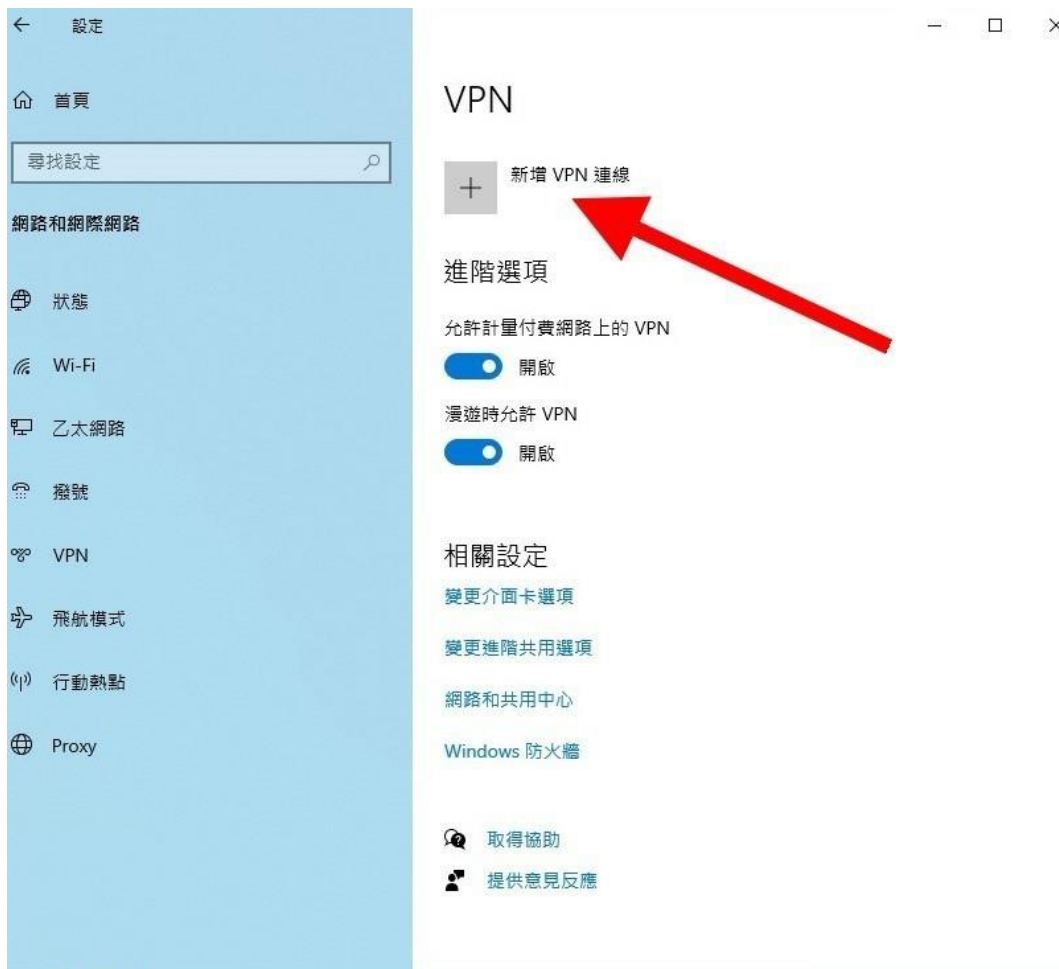 設定
首頁
尋找設定
網路和網際網路
狀態
Wi-Fi
乙太網路
撥號
VPN
飛航模式
行動熱點
Proxy
VPN
新增 VPN 連線
進階選項
允許計量付費網路上的 VPN
開啟
漫遊時允許 VPN
開啟
相關設定
變更介面卡選項
變更進階共用選項
網路和共用中心
Windows 防火牆
取得協助
提供意見反應